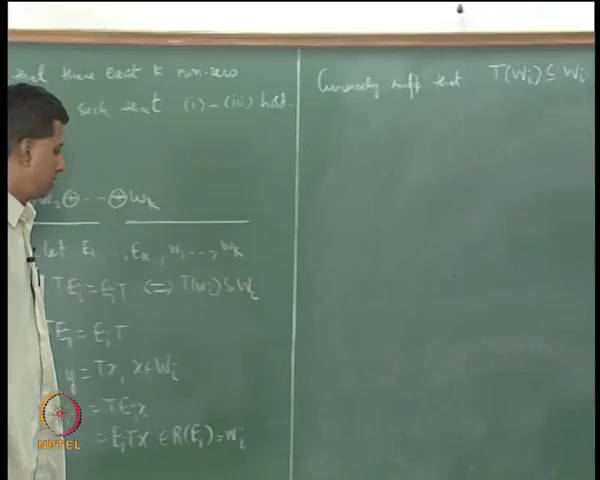 that there exist k non-zero
such that (i)-(iii) hold.
⊕ ··· ⊕ Wk
let E1 ..., Ek, W1 ..., Wk
TEi = EiT ⟺ T(Wi) ⊆ Wi
TEi = EiT
y = Tx, x ∈ Wi
= TEix
= EiTx ∈ R(Ei) = Wi
Conversely supp that T(Wi) ⊆ Wi
NPTEL